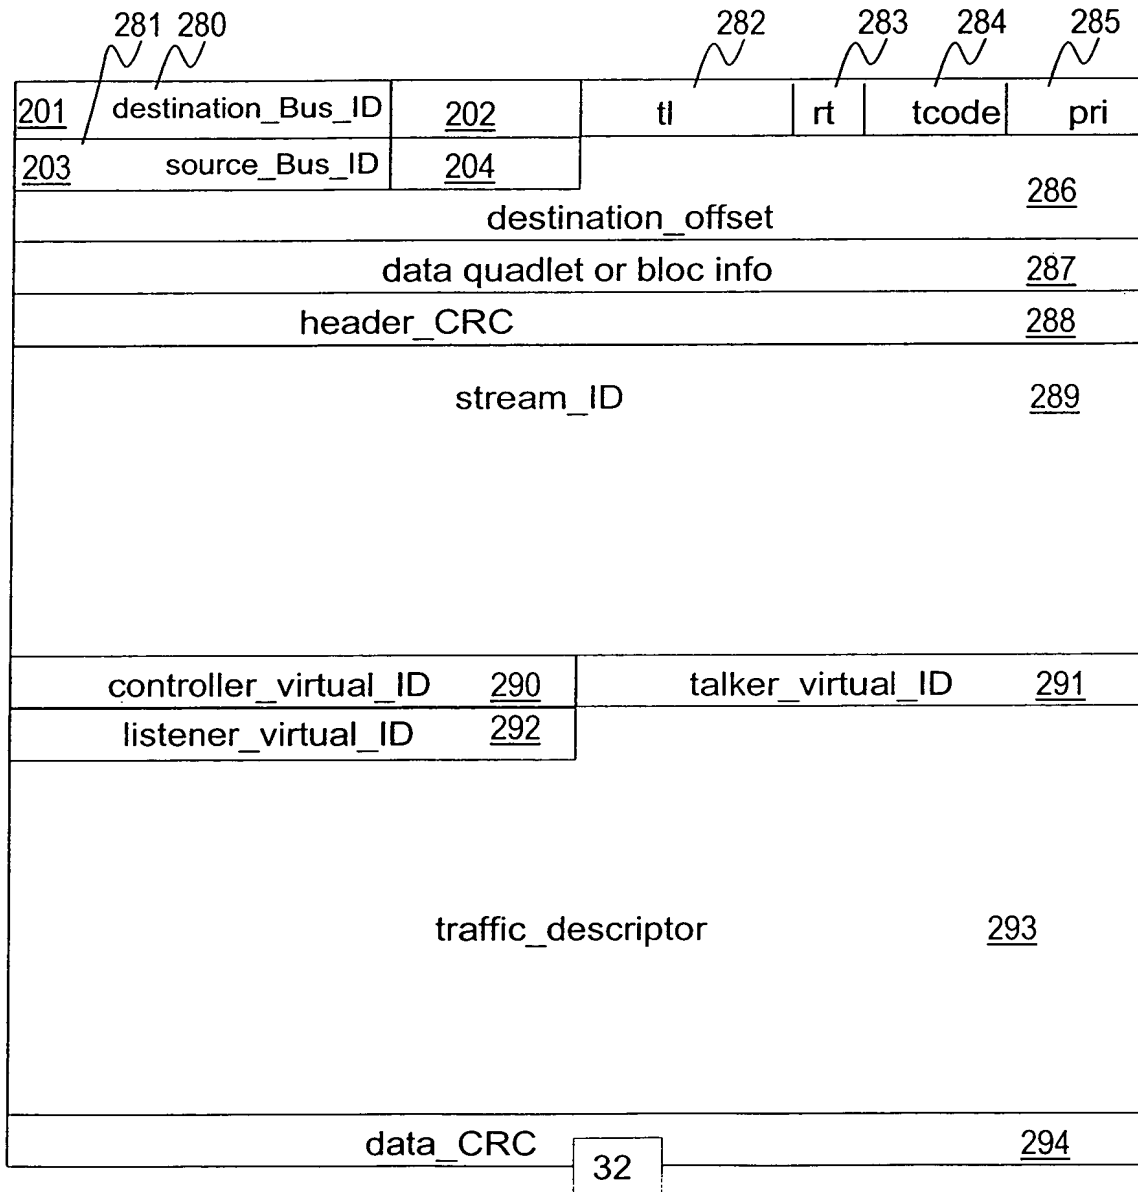 281 280 282 283 284 285
201 destination_Bus_ID 202 tl rt tcode pri
203 source_Bus_ID 204
286
destination_offset
data quadlet or bloc info 287
header_CRC 288
stream_ID 289
controller_virtual_ID 290 talker_virtual_ID 291
listener_virtual_ID 292
traffic_descriptor 293
data_CRC 294
32